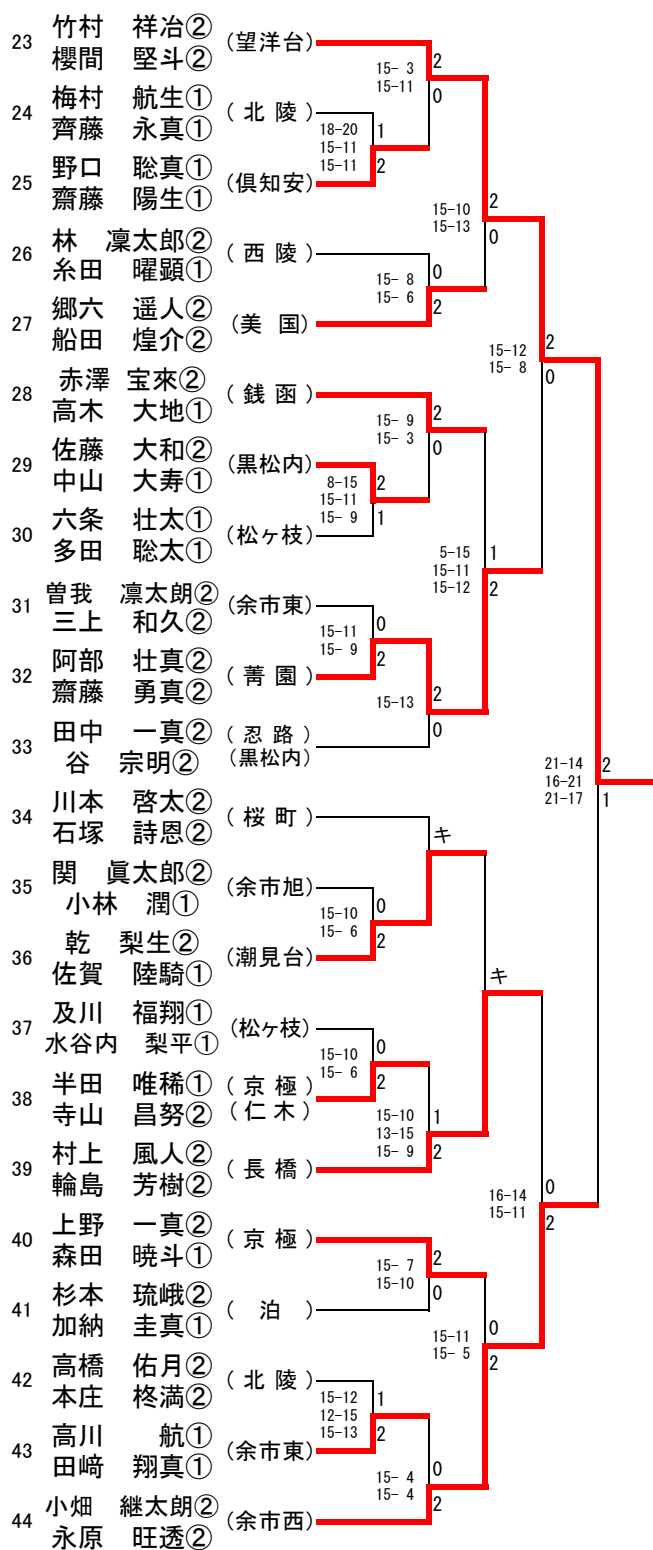 23 竹村 祥冶② (望洋台)
櫻間 堅斗②
24 梅村 航生① (北陵)
齊藤 永真①
25 野口 聡真① (倶知安)
齋藤 陽生①
26 林 凜太郎② (西陵)
糸田 曜顕①
27 郷六 遥人② (美国)
船田 煌介②
28 赤澤 宝來② (銭函)
高木 大地①
29 佐藤 大和② (黒松内)
中山 大寿①
30 六条 壮太① (松ヶ枝)
多田 聡太①
31 曽我 凛太朗② (余市東)
三上 和久②
32 阿部 壮真② (菁園)
齋藤 勇真②
33 田中 一真② (忍路)
谷 宗明② (黒松内)
34 川本 啓太② (桜町)
石塚 詩恩②
35 関 眞太郎② (余市旭)
小林 潤①
36 乾 梨生② (潮見台)
佐賀 陸騎①
37 及川 福翔① (松ヶ枝)
水谷内 梨平①
38 半田 唯稀① (京極)
寺山 昌努② (仁木)
39 村上 風人② (長橋)
輪島 芳樹②
40 上野 一真② (京極)
森田 暁斗①
41 杉本 琉峨② (泊)
加納 圭真①
42 高橋 佑月② (北陵)
本庄 柊満②
43 高川 航① (余市東)
田﨑 翔真①
44 小畑 継太朗② (余市西)
永原 旺透②
18-20 1
15-11
15-11 2
15- 3 2
15-11 0
15- 8 0
15- 6 2
15-10 2
15-13 0
8-15 2
15-11
15- 9 1
15- 9 2
15- 3 0
15-11 0
15- 9 2
15-13 2
0
5-15 1
15-11
15-12 2
15-12 2
15- 8 0
15-10 0
15- 6 2
キ
15-10 0
15- 6 2
15-10 1
13-15
15- 9 2
キ
15- 7 2
15-10 0
15-12 1
12-15
15-13 2
15- 4 0
15- 4 2
15-11 0
15- 5 2
16-14 0
15-11 2
21-14 2
16-21
21-17 1